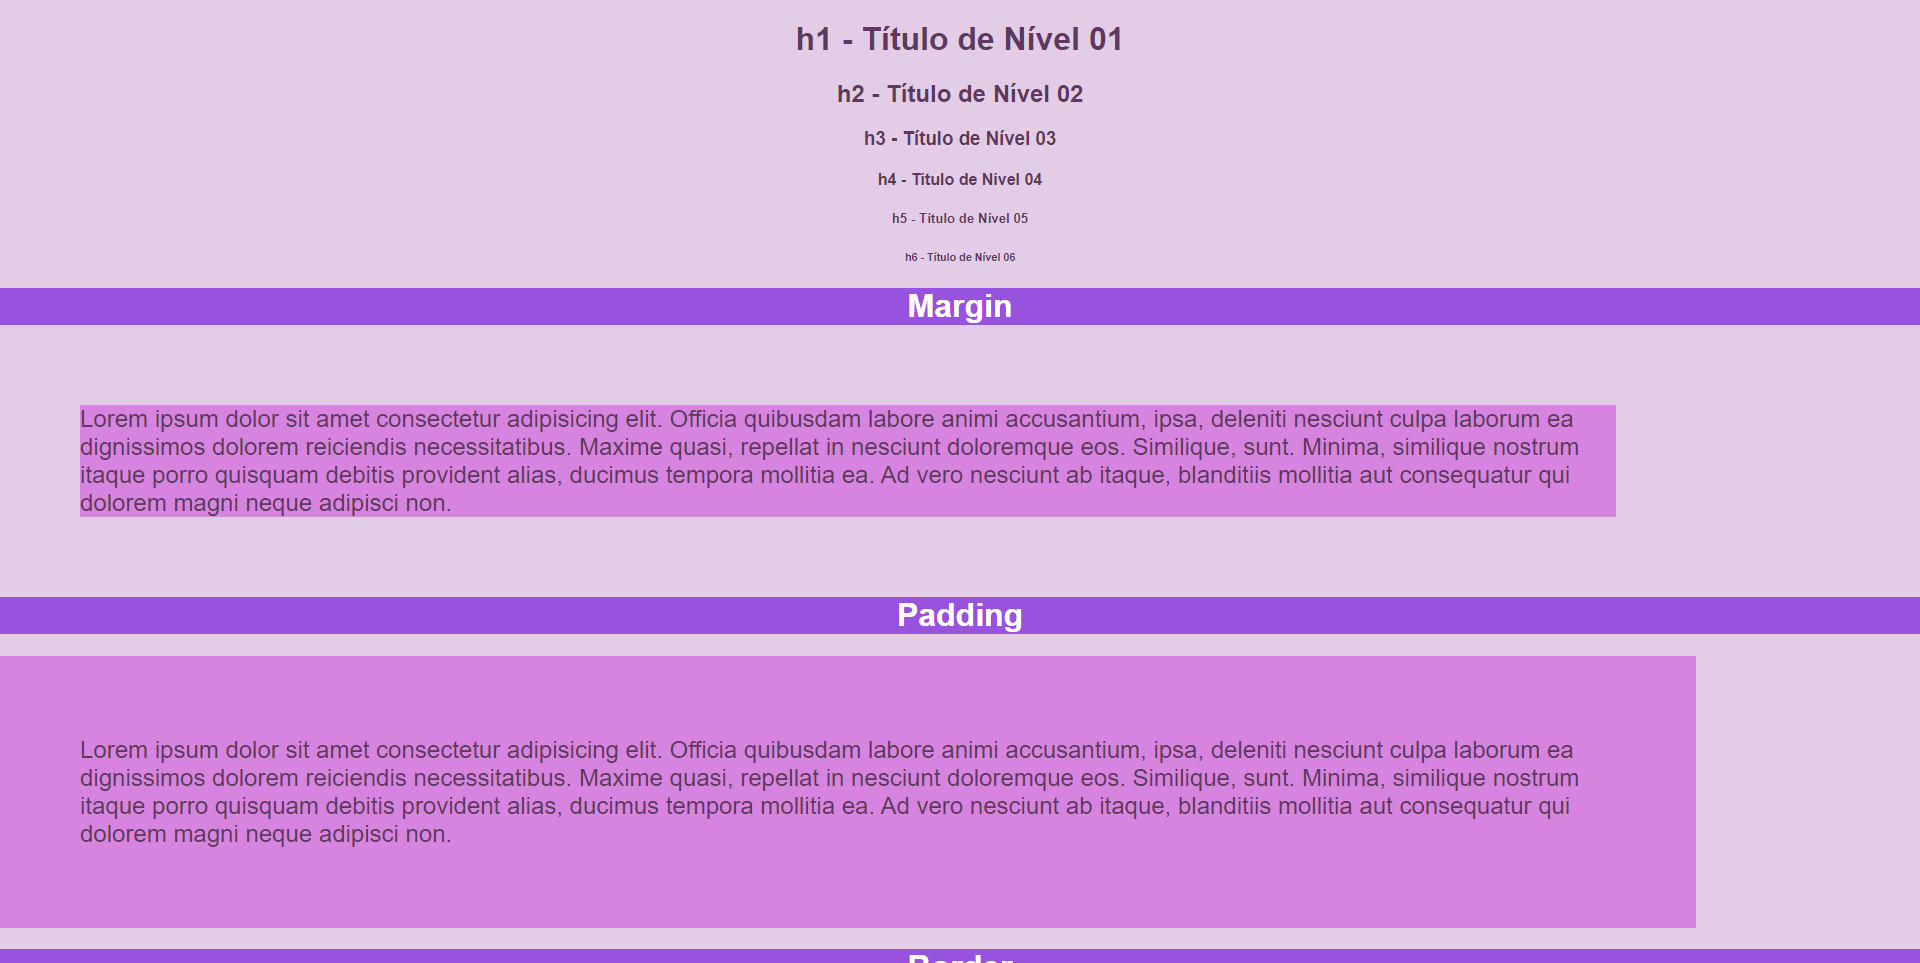 h1 - Título de Nível 01
h2 - Título de Nível 02
h3 - Título de Nível 03
h4 - Título de Nível 04
h5 - Título de Nível 05
h6 - Título de Nível 06
Margin
Lorem ipsum dolor sit amet consectetur adipisicing elit. Officia quibusdam labore animi accusantium, ipsa, deleniti nesciunt culpa laborum ea
dignissimos dolorem reiciendis necessitatibus. Maxime quasi, repellat in nesciunt doloremque eos. Similique, sunt. Minima, similique nostrum
itaque porro quisquam debitis provident alias, ducimus tempora mollitia ea. Ad vero nesciunt ab itaque, blanditiis mollitia aut consequatur qui
dolorem magni neque adipisci non.
Padding
Lorem ipsum dolor sit amet consectetur adipisicing elit. Officia quibusdam labore animi accusantium, ipsa, deleniti nesciunt culpa laborum ea
dignissimos dolorem reiciendis necessitatibus. Maxime quasi, repellat in nesciunt doloremque eos. Similique, sunt. Minima, similique nostrum
itaque porro quisquam debitis provident alias, ducimus tempora mollitia ea. Ad vero nesciunt ab itaque, blanditiis mollitia aut consequatur qui
dolorem magni neque adipisci non.
Border